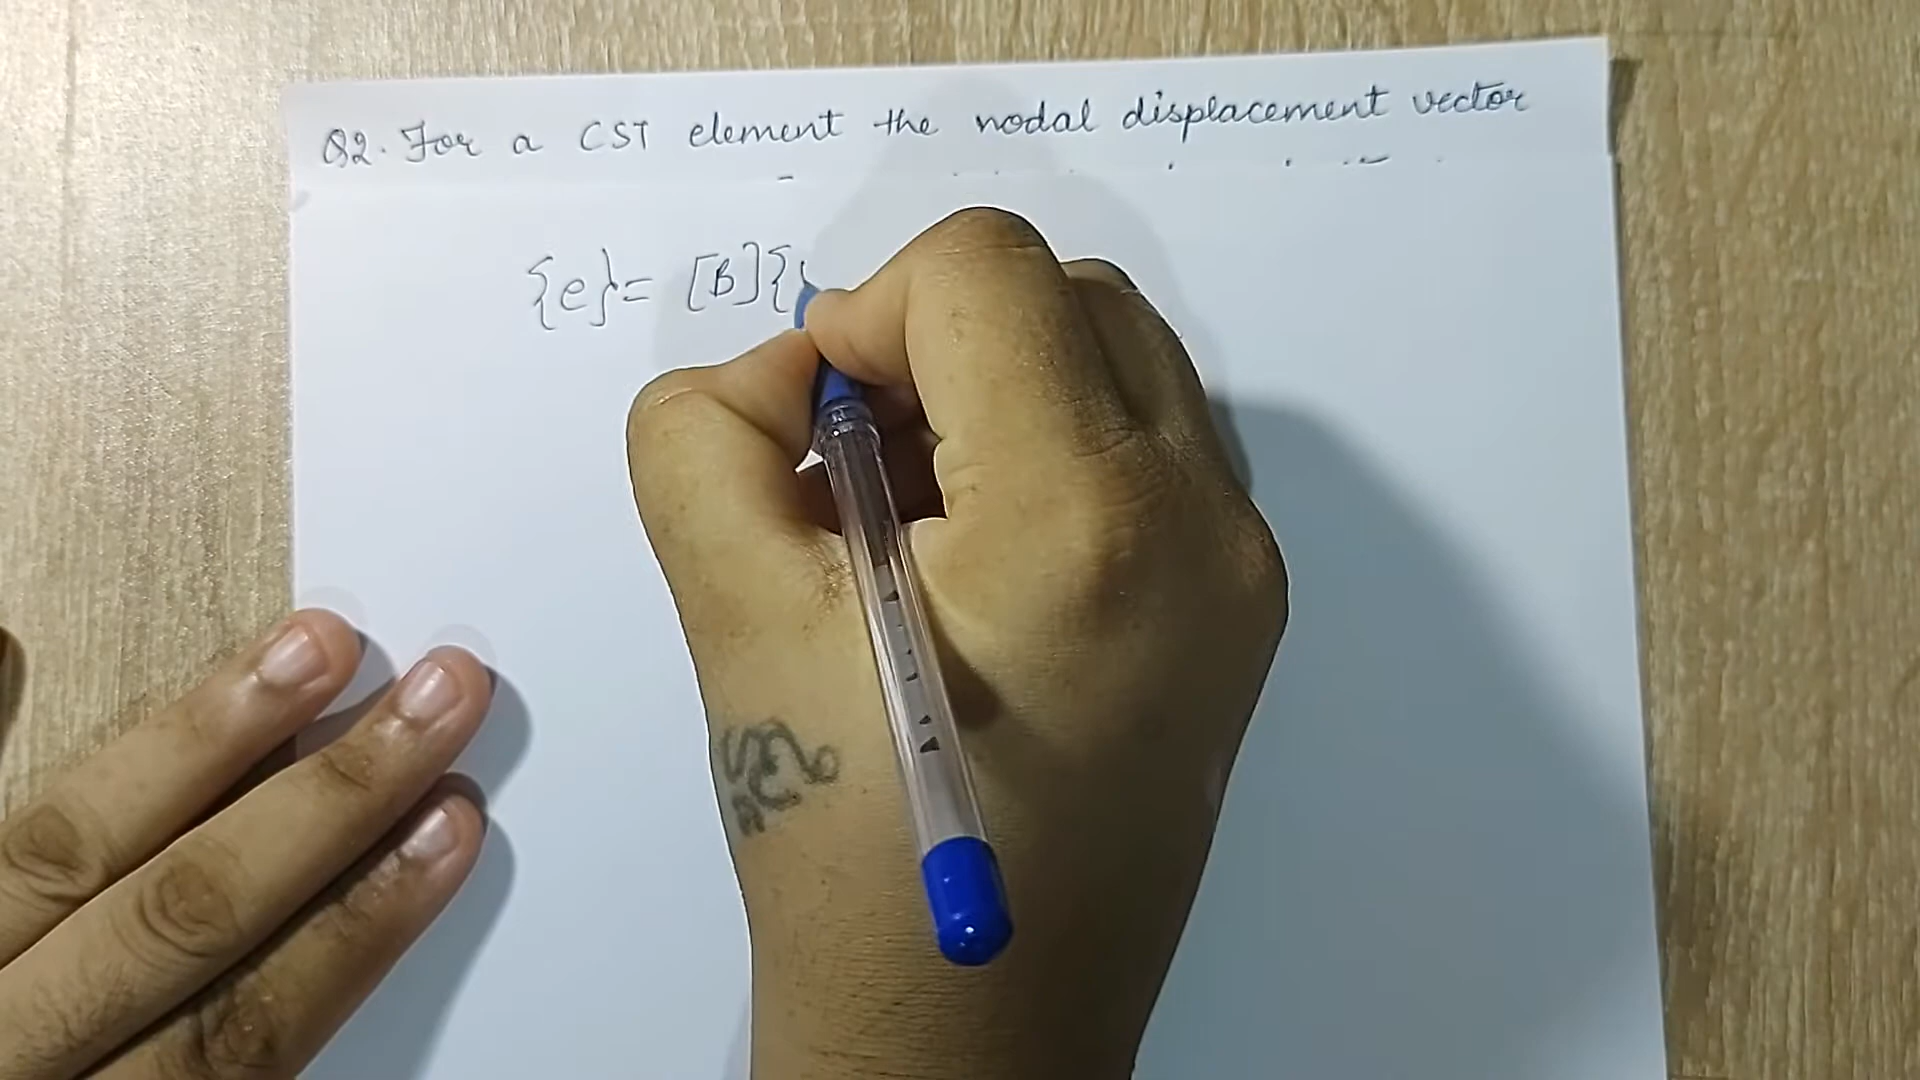 Q2. For a CST element the nodal displacement vector
{e} = [B]{